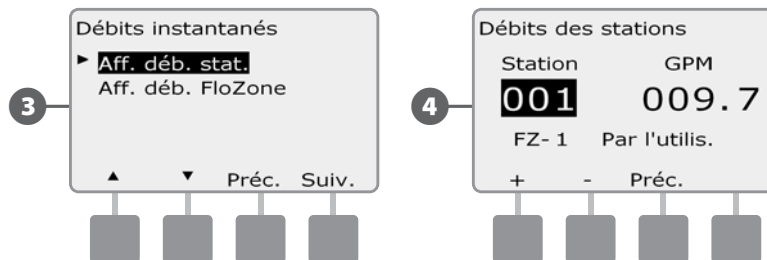 3
Débits instantanés
► Aff. déb. stat.
Aff. déb. FloZone
▲ ▼ Préc. Suiv.
4
Débits des stations
Station GPM
001 009.7
FZ- 1 Par l'utilis.
+ - Préc.